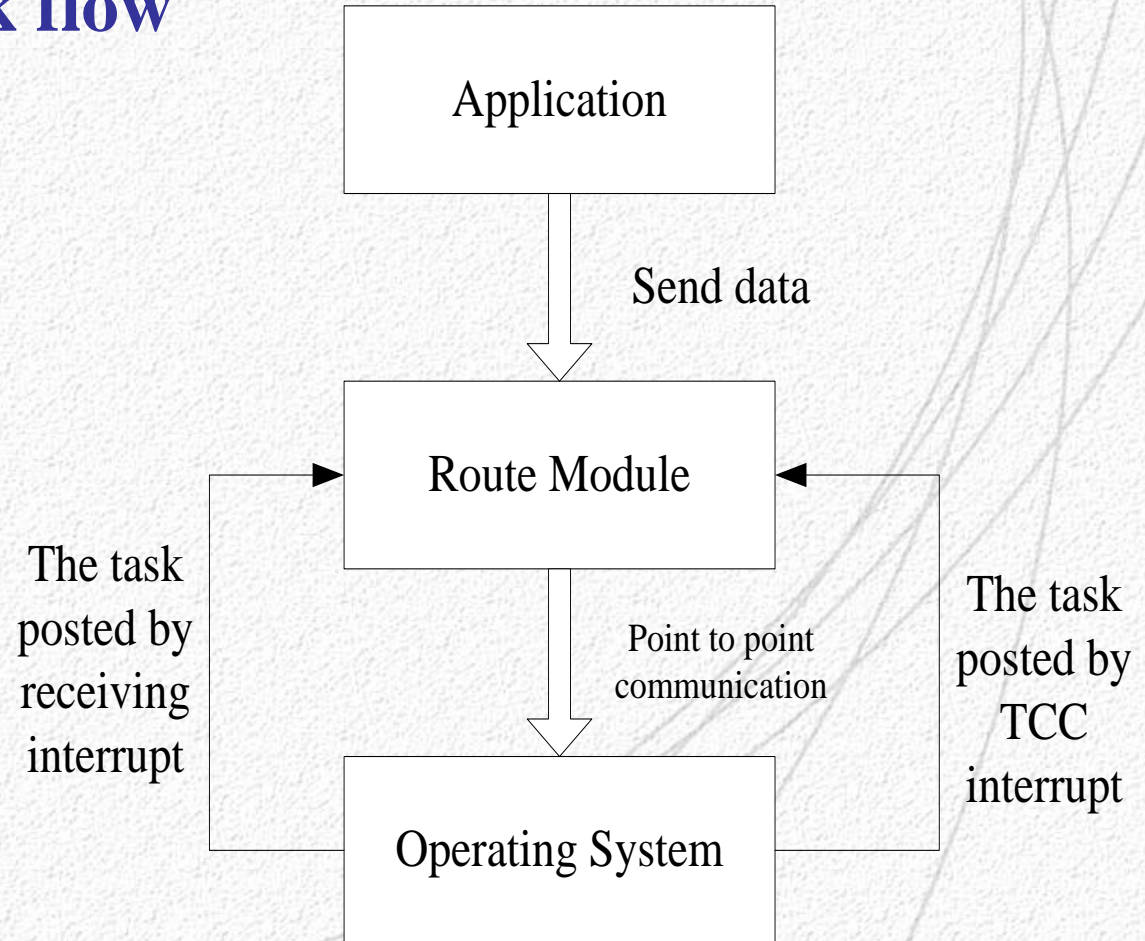 flow
Application
Send data
Route Module
The task
posted by
receiving
interrupt
Point to point
communication
The task
posted by
TCC
interrupt
Operating System